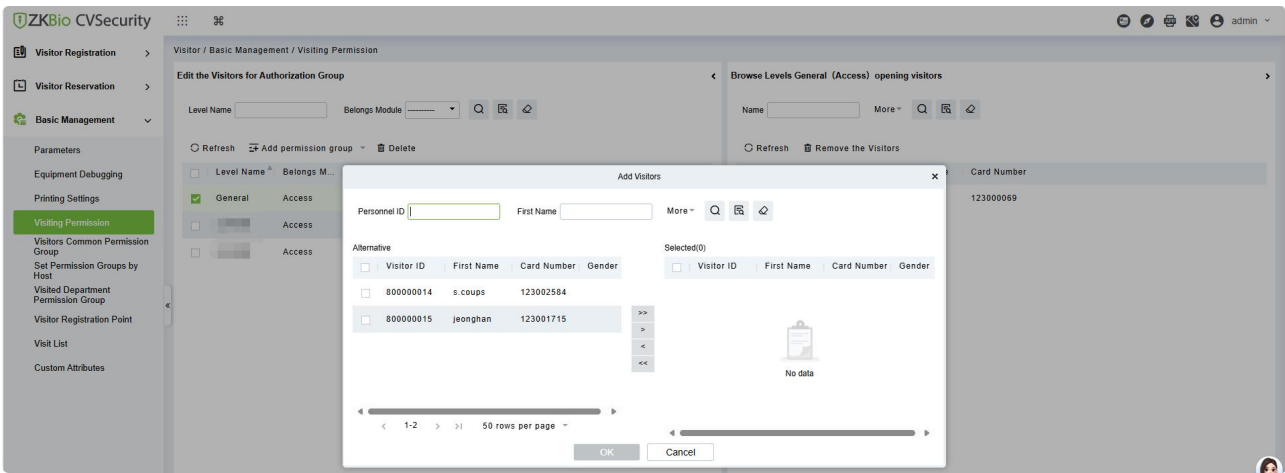 ZKBio CVSecurity
admin
Visitor Registration
Visitor Reservation
Basic Management
Parameters
Equipment Debugging
Printing Settings
Visiting Permission
Visitors Common Permission
Group
Set Permission Groups by
Host
Visited Department
Permission Group
Visitor Registration Point
Visit List
Custom Attributes
Visitor / Basic Management / Visiting Permission
Edit the Visitors for Authorization Group
Level Name Belongs Module ----------
Refresh Add permission group Delete
Level Name Belongs M...
General Access
Access
Access
Browse Levels General (Access) opening visitors
Name More
Refresh Remove the Visitors
Card Number
123000069
Add Visitors
Personnel ID First Name More
Alternative
Visitor ID First Name Card Number Gender
800000014 s.coups 123002584
800000015 jeonghan 123001715
>>
>
<
<<
Selected(0)
Visitor ID First Name Card Number Gender
No data
< 1-2 > >| 50 rows per page
OK Cancel